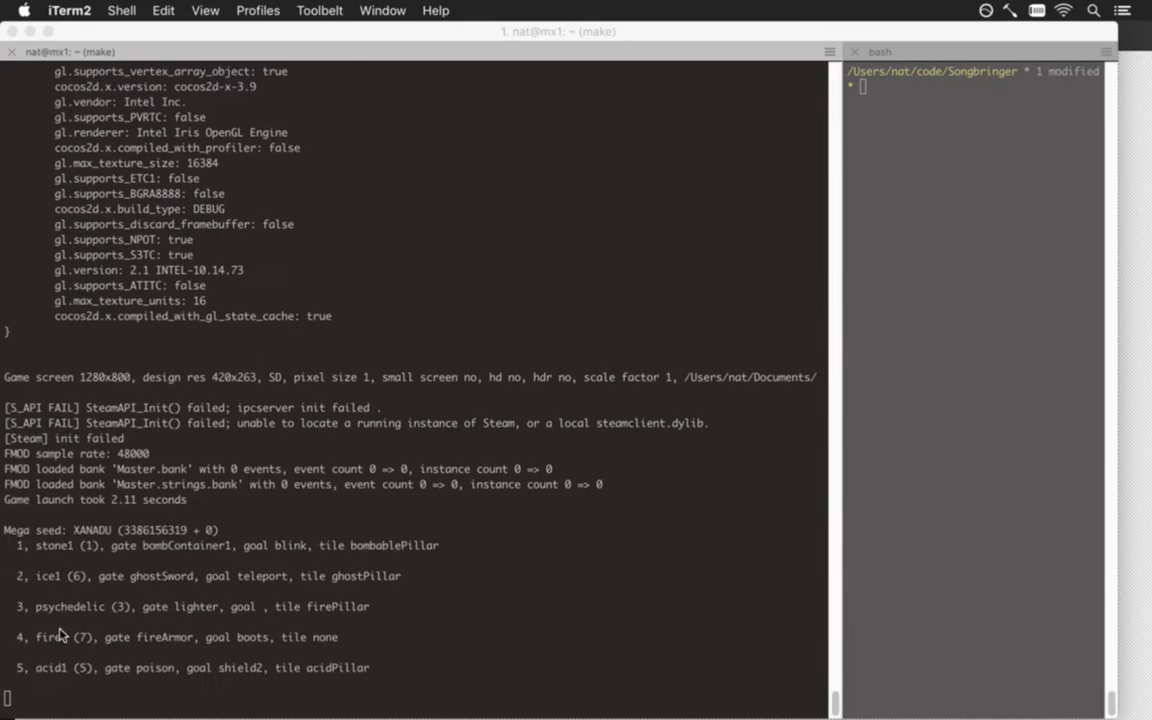 iTerm2 Shell Edit View Profiles Toolbelt Window Help
1. nat@mx1: ~ (make)
nat@mx1: ~ (make)
gl.supports_vertex_array_object: true
cocos2d.x.version: cocos2d-x-3.9
gl.vendor: Intel Inc.
gl.supports_PVRTC: false
gl.renderer: Intel Iris OpenGL Engine
cocos2d.x.compiled_with_profiler: false
gl.max_texture_size: 16384
gl.supports_ETC1: false
gl.supports_BGRA8888: false
cocos2d.x.build_type: DEBUG
gl.supports_discard_framebuffer: false
gl.supports_NPOT: true
gl.supports_S3TC: true
gl.version: 2.1 INTEL-10.14.73
gl.supports_ATITC: false
gl.max_texture_units: 16
cocos2d.x.compiled_with_gl_state_cache: true
}
Game screen 1280x800, design res 420x263, SD, pixel size 1, small screen no, hd no, hdr no, scale factor 1, /Users/nat/Documents/
[S_API FAIL] SteamAPI_Init() failed; ipcserver init failed .
[S_API FAIL] SteamAPI_Init() failed; unable to locate a running instance of Steam, or a local steamclient.dylib.
[Steam] init failed
FMOD sample rate: 48000
FMOD loaded bank 'Master.bank' with 0 events, event count 0 => 0, instance count 0 => 0
FMOD loaded bank 'Master.strings.bank' with 0 events, event count 0 => 0, instance count 0 => 0
Game launch took 2.11 seconds
Mega seed: XANADU (3386156319 + 0)
1, stone1 (1), gate bombContainer1, goal blink, tile bombablePillar
2, ice1 (6), gate ghostSword, goal teleport, tile ghostPillar
3, psychedelic (3), gate lighter, goal , tile firePillar
4, (7), gate fireArmor, goal boots, tile none
5, acid1 (5), gate poison, goal shield2, tile acidPillar
bash
/Users/nat/code/Songbringer * 1 modified
*